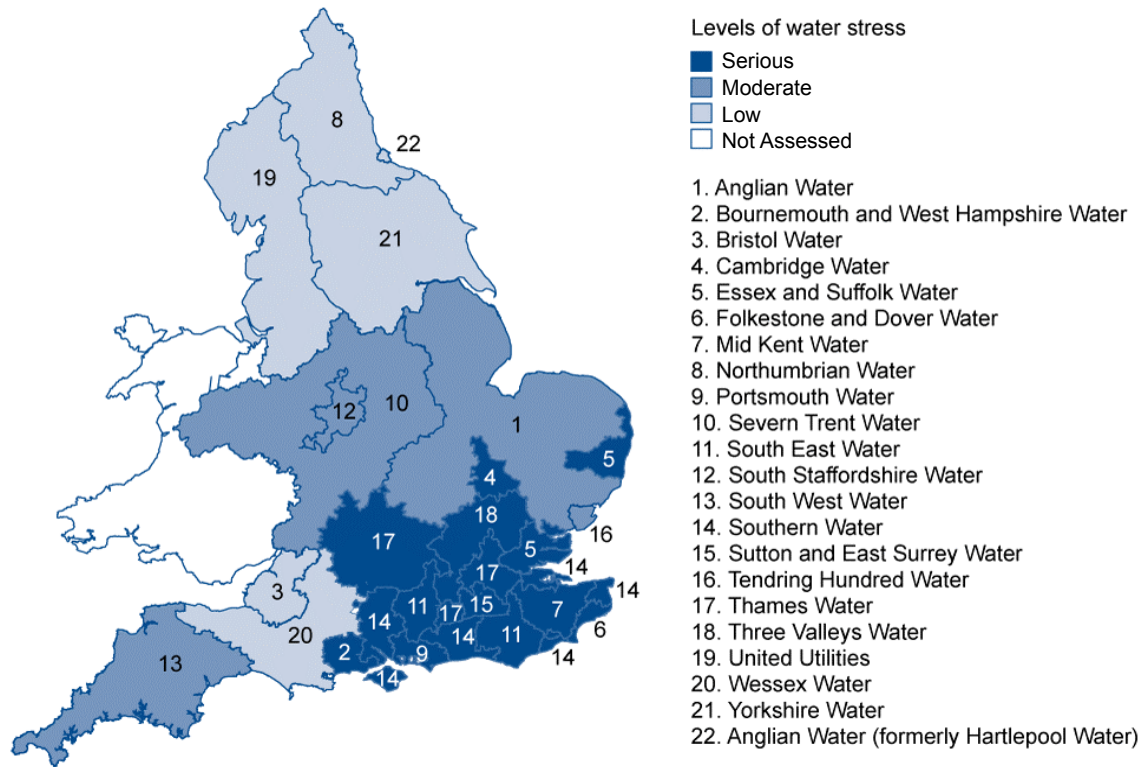 Levels of water stress
Serious
Moderate
Low
Not Assessed
1. Anglian Water
2. Bournemouth and West Hampshire Water
3. Bristol Water
4. Cambridge Water
5. Essex and Suffolk Water
6. Folkestone and Dover Water
7. Mid Kent Water
8. Northumbrian Water
9. Portsmouth Water
10. Severn Trent Water
11. South East Water
12. South Staffordshire Water
13. South West Water
14. Southern Water
15. Sutton and East Surrey Water
16. Tendring Hundred Water
17. Thames Water
18. Three Valleys Water
19. United Utilities
20. Wessex Water
21. Yorkshire Water
22. Anglian Water (formerly Hartlepool Water)
8
22
19
21
12
10
1
5
4
18
16
17
5
14
17
14
3
11
17
15
7
14
6
20
14
11
2
9
14
13
14
14